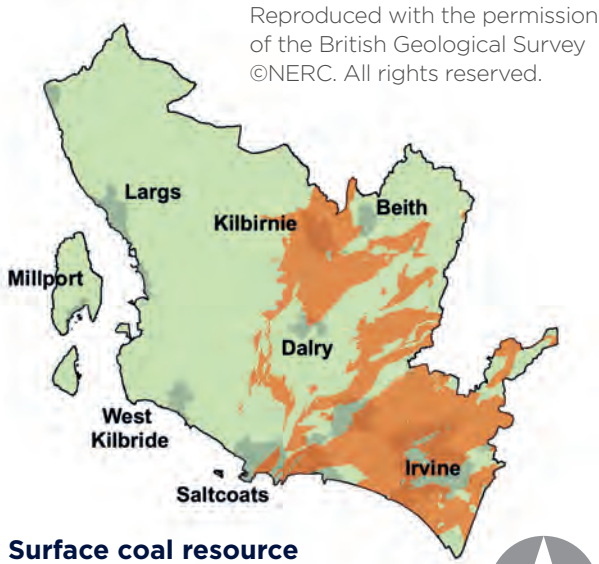 Reproduced with the permission
of the British Geological Survey
©NERC. All rights reserved.
Largs
Kilbirnie
Beith
Millport
Dalry
West
Kilbride
Irvine
Saltcoats
Surface coal resource